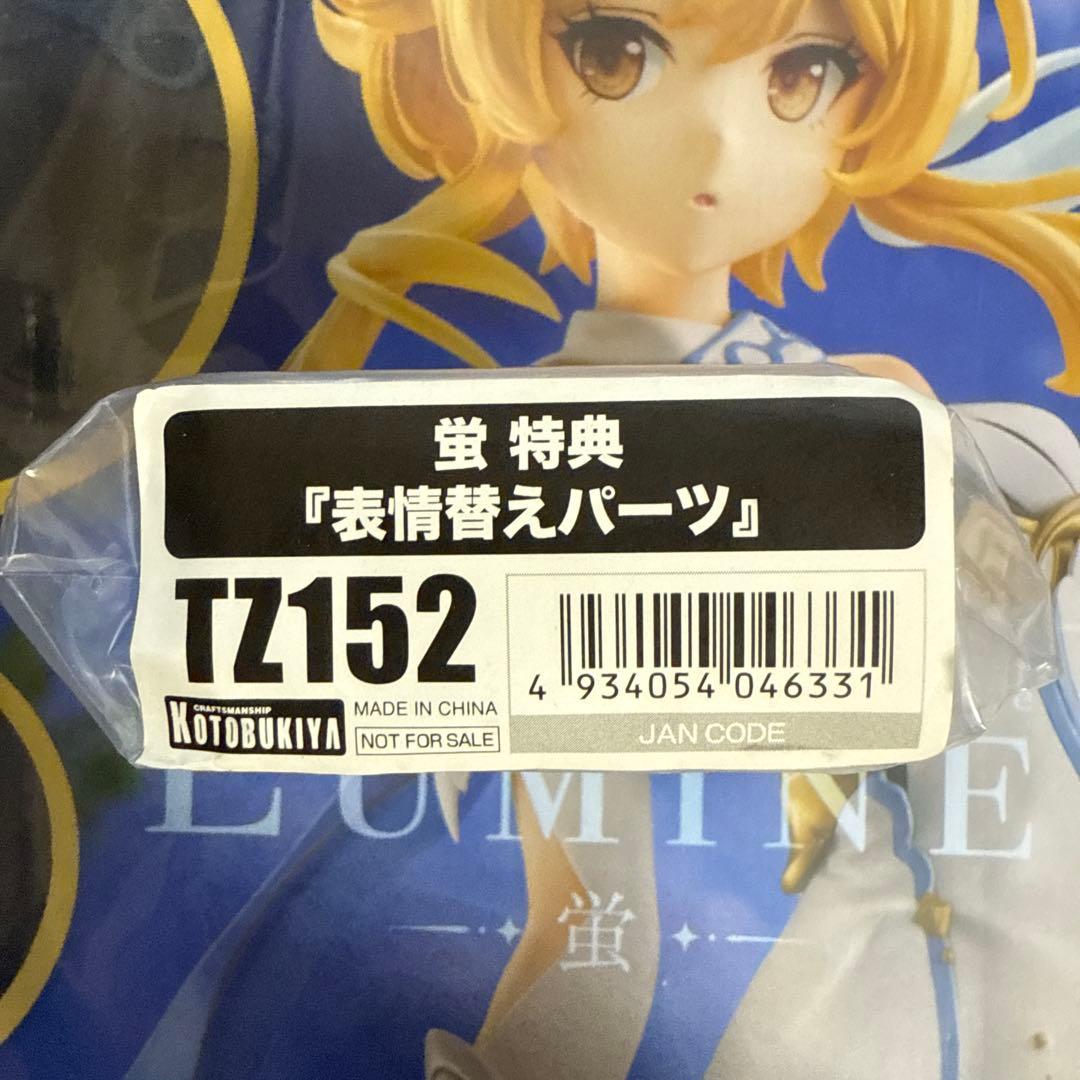 蛍 特典
『表情替えパーツ』
TZ152
CRAFTSMANSHIP
KOTOBUKIYA
MADE IN CHINA
NOT FOR SALE
4 934054 046331
JAN CODE
LUMINE
蛍